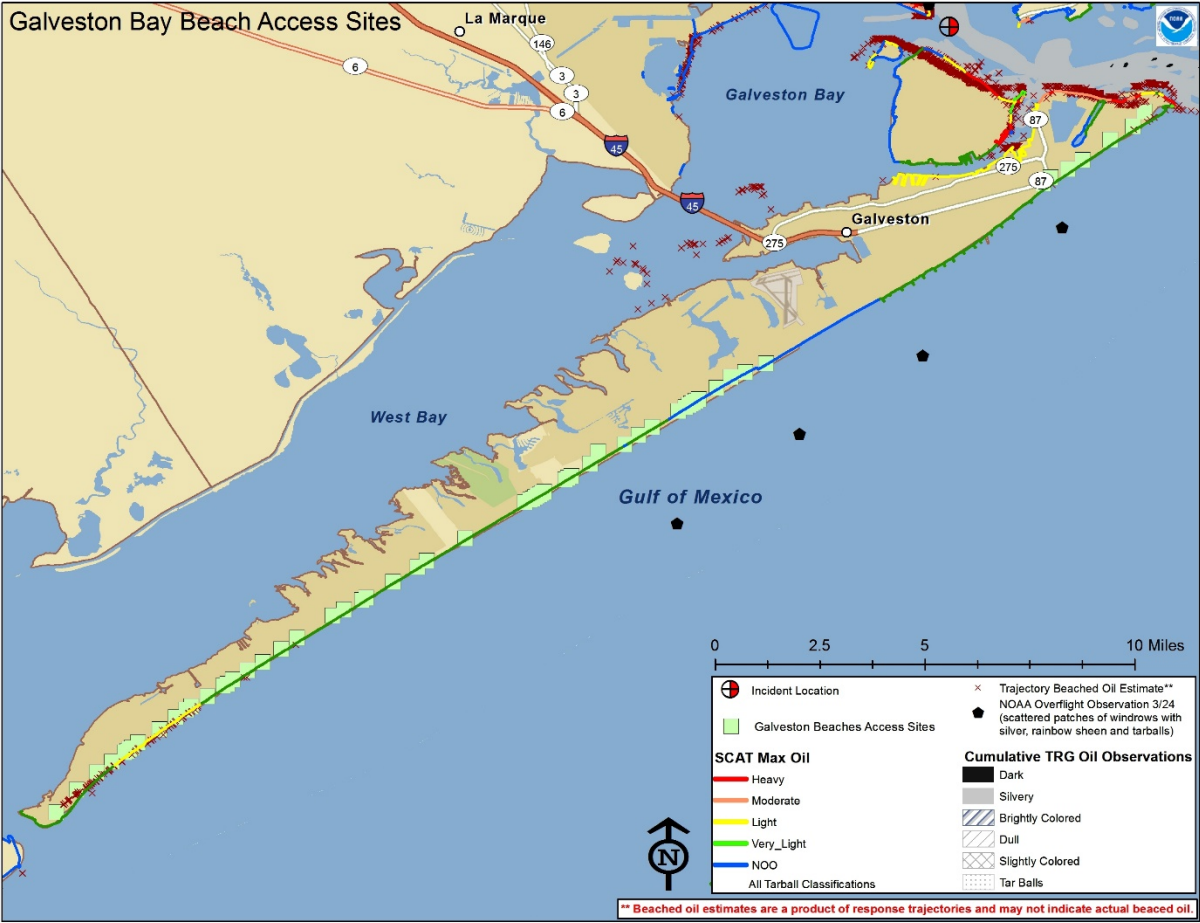 Galveston Bay Beach Access Sites
La Marque
NOAA
146
6
3
3
6
Galveston Bay
45
87
275
45
87
Galveston
275
West Bay
Gulf of Mexico
0 2.5 5 10 Miles
Incident Location
Galveston Beaches Access Sites
SCAT Max Oil
Heavy
Moderate
Light
Very_Light
NOO
All Tarball Classifications
Trajectory Beached Oil Estimate**
NOAA Overflight Observation 3/24
(scattered patches of windrows with
silver, rainbow sheen and tarballs)
Cumulative TRG Oil Observations
Dark
Silvery
Brightly Colored
Dull
Slightly Colored
Tar Balls
N
** Beached oil estimates are a product of response trajectories and may not indicate actual beaced oil.